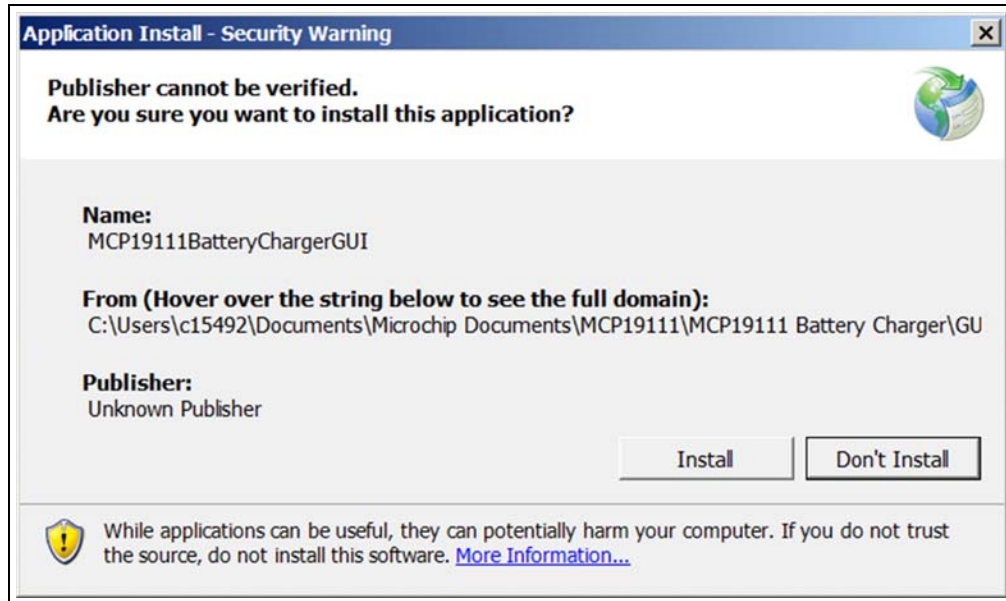 Application Install - Security Warning
Publisher cannot be verified.
Are you sure you want to install this application?
Name:
MCP19111BatteryChargerGUI
From (Hover over the string below to see the full domain):
C:\Users\c15492\Documents\Microchip Documents\MCP19111\MCP19111 Battery Charger\GU
Publisher:
Unknown Publisher
Install
Don't Install
While applications can be useful, they can potentially harm your computer. If you do not trust
the source, do not install this software. More Information...